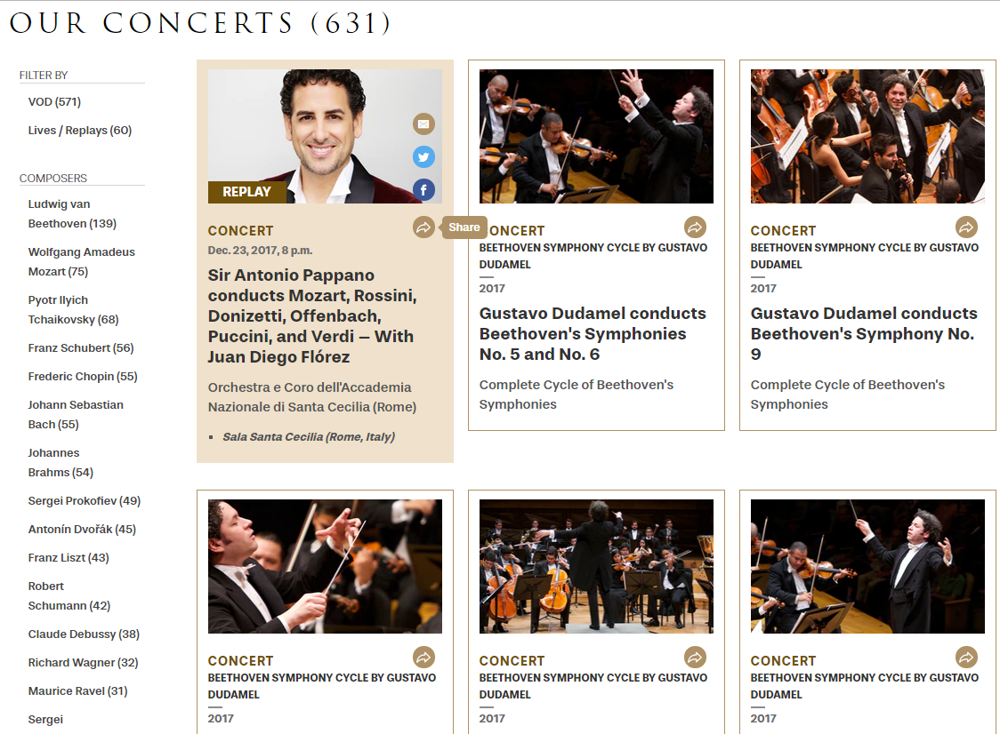 OUR CONCERTS (631)
FILTER BY
VOD (571)
Lives / Replays (60)
COMPOSERS
Ludwig van
Beethoven (139)
Wolfgang Amadeus
Mozart (75)
Pyotr Ilyich
Tchaikovsky (68)
Franz Schubert (56)
Frederic Chopin (55)
Johann Sebastian
Bach (55)
Johannes
Brahms (54)
Sergei Prokofiev (49)
Antonín Dvořák (45)
Franz Liszt (43)
Robert
Schumann (42)
Claude Debussy (38)
Richard Wagner (32)
Maurice Ravel (31)
Sergei
REPLAY
CONCERT
Share
Dec. 23, 2017, 8 p.m.
Sir Antonio Pappano
conducts Mozart, Rossini,
Donizetti, Offenbach,
Puccini, and Verdi – With
Juan Diego Flórez
Orchestra e Coro dell'Accademia
Nazionale di Santa Cecilia (Rome)
Sala Santa Cecilia (Rome, Italy)
CONCERT
BEETHOVEN SYMPHONY CYCLE BY GUSTAVO
DUDAMEL
2017
Gustavo Dudamel conducts
Beethoven's Symphonies
No. 5 and No. 6
Complete Cycle of Beethoven's
Symphonies
CONCERT
BEETHOVEN SYMPHONY CYCLE BY GUSTAVO
DUDAMEL
2017
Gustavo Dudamel conducts
Beethoven's Symphony No.
9
Complete Cycle of Beethoven's
Symphonies
CONCERT
BEETHOVEN SYMPHONY CYCLE BY GUSTAVO
DUDAMEL
2017
CONCERT
BEETHOVEN SYMPHONY CYCLE BY GUSTAVO
DUDAMEL
2017
CONCERT
BEETHOVEN SYMPHONY CYCLE BY GUSTAVO
DUDAMEL
2017